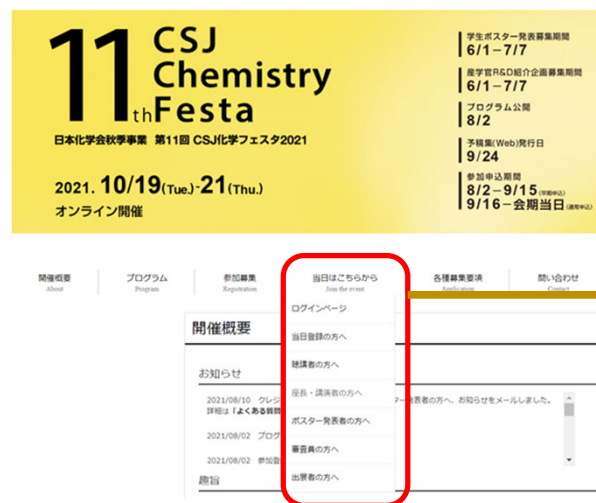 11th
CSJ
Chemistry
Festa
日本化学会秋季事業 第11回 CSJ化学フェスタ2021
2021. 10/19(Tue.)-21(Thu.)
オンライン開催
学生ポスター発表募集期間
6/1-7/7
産学官R&D紹介企画募集期間
6/1-7/7
プログラム公開
8/2
予稿集(Web)発行日
9/24
参加申込期間
8/2-9/15(早期申込)
9/16-会期当日(通常申込)
開催概要 プログラム 参加募集 当日はこちらから 各種募集要項 問い合わせ
About Program Registration Join the event Application Contact
ログインページ
当日登録の方へ
聴講者の方へ
座長・講演者の方へ
ポスター発表者の方へ
審査員の方へ
出展者の方へ
開催概要
お知らせ
2021/08/10 クレジ
ター発表者の方へ、お知らせをメールしました。
詳細は「よくある質問
2021/08/02 プログ
2021/08/02 参加登
趣旨